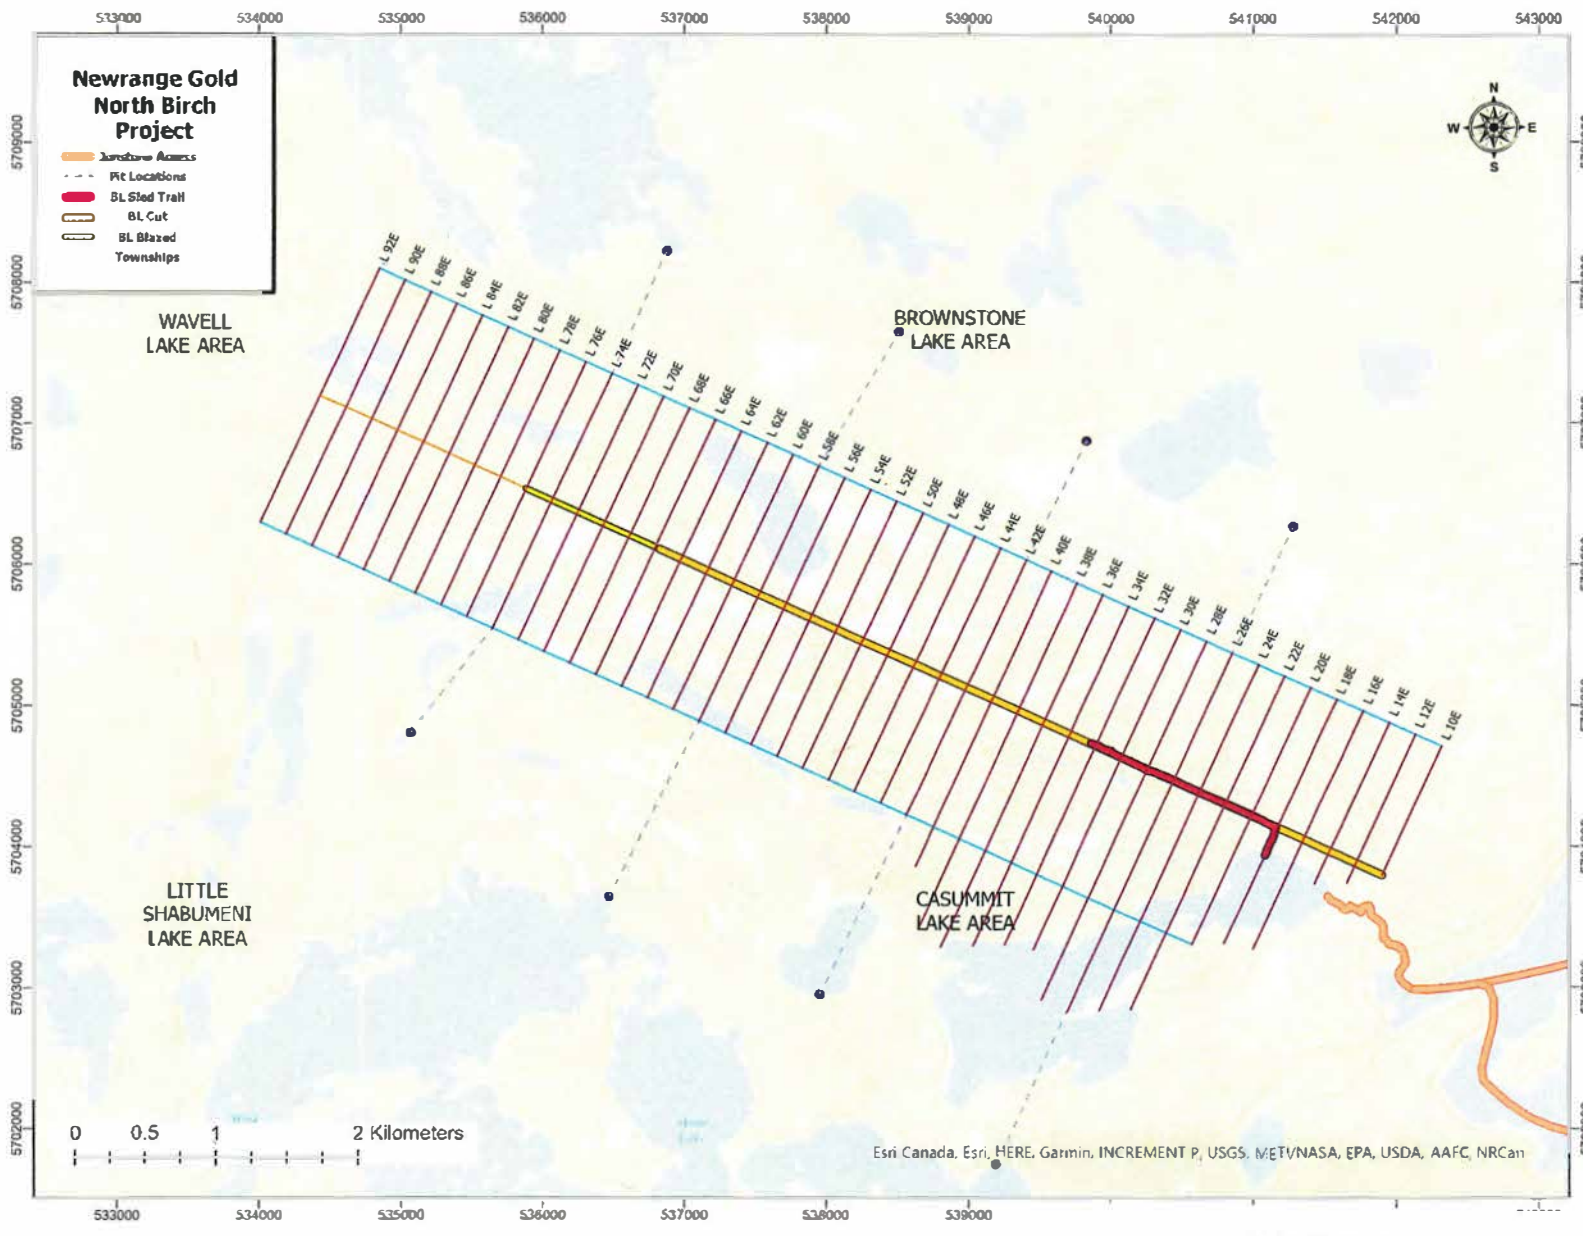 533000 534000 535000 536000 537000 538000 539000 540000 541000 542000 543000
Newrange Gold
North Birch
Project
Access
Pit Locations
BL Sled Trail
BL Cut
BL Blazed
Townships
N
W E
S
5709000
5708000
5707000
5706000
5705000
5704000
5703000
5702000
WAVELL
LAKE AREA
BROWNSTONE
LAKE AREA
L 92E
L 90E
L 88E
L 86E
L 84E
L 82E
L 80E
L 78E
L 76E
L 74E
L 72E
L 70E
L 68E
L 66E
L 64E
L 62E
L 60E
L 58E
L 56E
L 54E
L 52E
L 50E
L 48E
L 46E
L 44E
L 42E
L 40E
L 38E
L 36E
L 34E
L 32E
L 30E
L 28E
L 26E
L 24E
L 22E
L 20E
L 18E
L 16E
L 14E
L 12E
L 10E
LITTLE
SHABUMENI
LAKE AREA
CASUMMIT
LAKE AREA
0 0.5 1 2 Kilometers
Esri Canada, Esri, HERE, Garmin, INCREMENT P, USGS, METI/NASA, EPA, USDA, AAFC, NRCan
533000 534000 535000 536000 537000 538000 539000